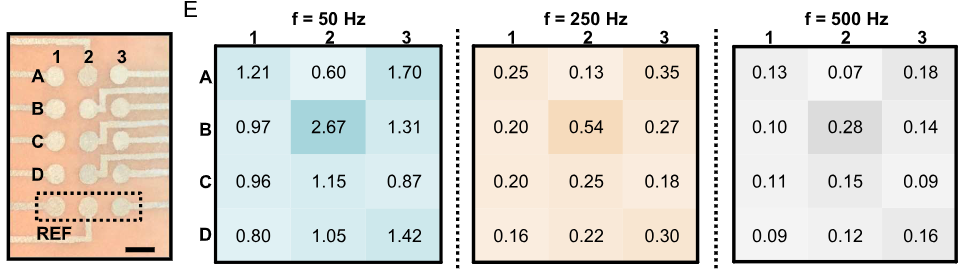 E
1 2 3
A
B
C
D
REF
f = 50 Hz
1 2 3
A 1.21 0.60 1.70
B 0.97 2.67 1.31
C 0.96 1.15 0.87
D 0.80 1.05 1.42
f = 250 Hz
1 2 3
0.25 0.13 0.35
0.20 0.54 0.27
0.20 0.25 0.18
0.16 0.22 0.30
f = 500 Hz
1 2 3
0.13 0.07 0.18
0.10 0.28 0.14
0.11 0.15 0.09
0.09 0.12 0.16